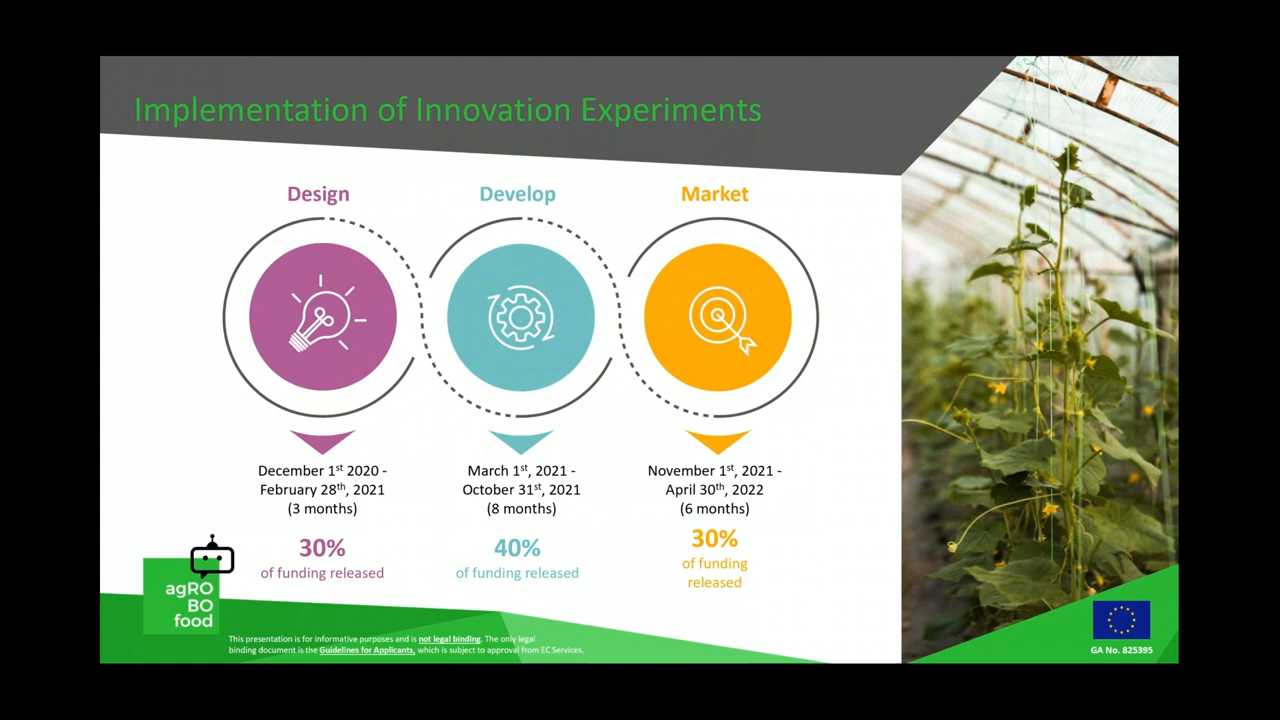 Implementation of Innovation Experiments
Design
Develop
Market
December 1st 2020 -
February 28th, 2021
(3 months)
30%
of funding released
March 1st, 2021 -
October 31st, 2021
(8 months)
40%
of funding released
November 1st, 2021 -
April 30th, 2022
(6 months)
30%
of funding
released
agRO
BO
food
This presentation is for informative purposes and is not legal binding. The only legal
binding document is the Guidelines for Applicants, which is subject to approval from EC Services.
GA No. 825395